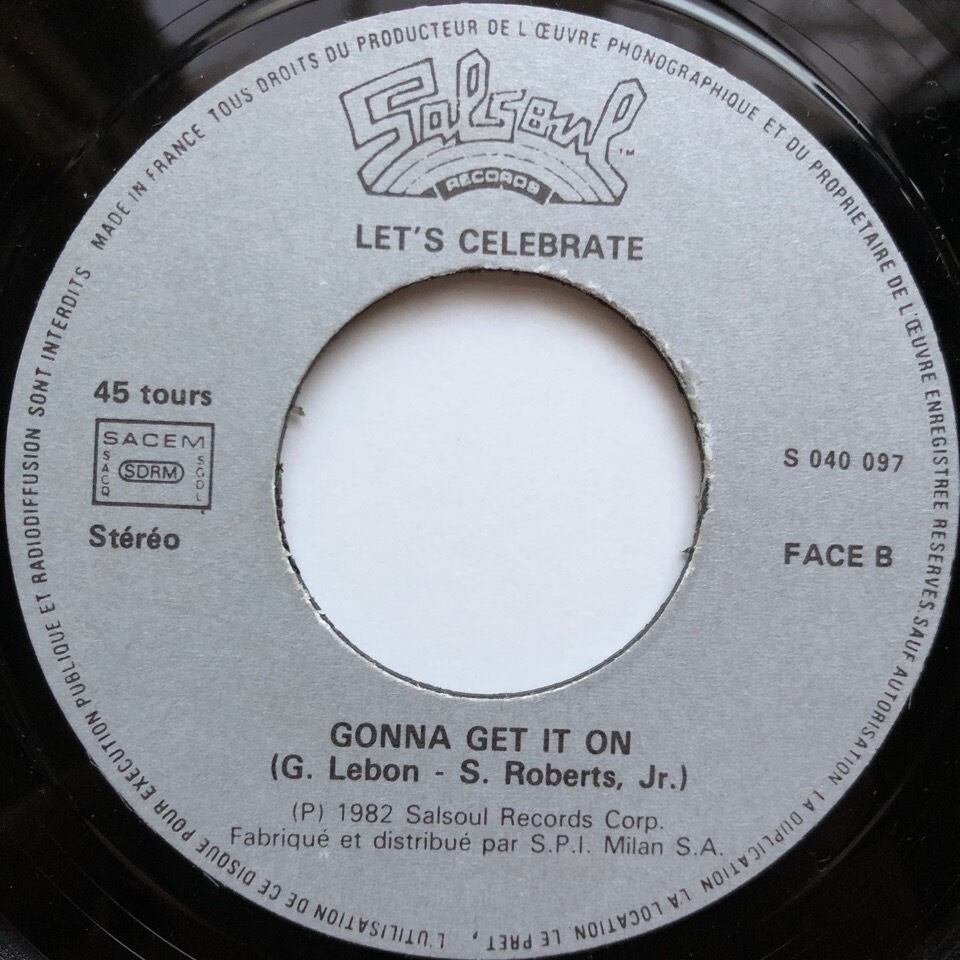 MADE IN FRANCE TOUS DROITS DU PRODUCTEUR DE L'ŒUVRE PHONOGRAPHIQUE ET DU PROPRIETAIRE DE L'ŒUVRE ENREGISTREE RESERVES. SAUF AUTORISATION LA DUPLICATION LA LOCATION LE PRET, L'UTILISATION DE CE DISQUE POUR EXECUTION PUBLIQUE ET RADIODIFFUSION SONT INTERDITS
Salsoul ™
RECORDS
LET'S CELEBRATE
45 tours
SACEM
SACD
SDRM
SGDL
Stéréo
S 040 097
FACE B
GONNA GET IT ON
(G. Lebon - S. Roberts, Jr.)
(P) 1982 Salsoul Records Corp.
Fabriqué et distribué par S.P.I. Milan S.A.